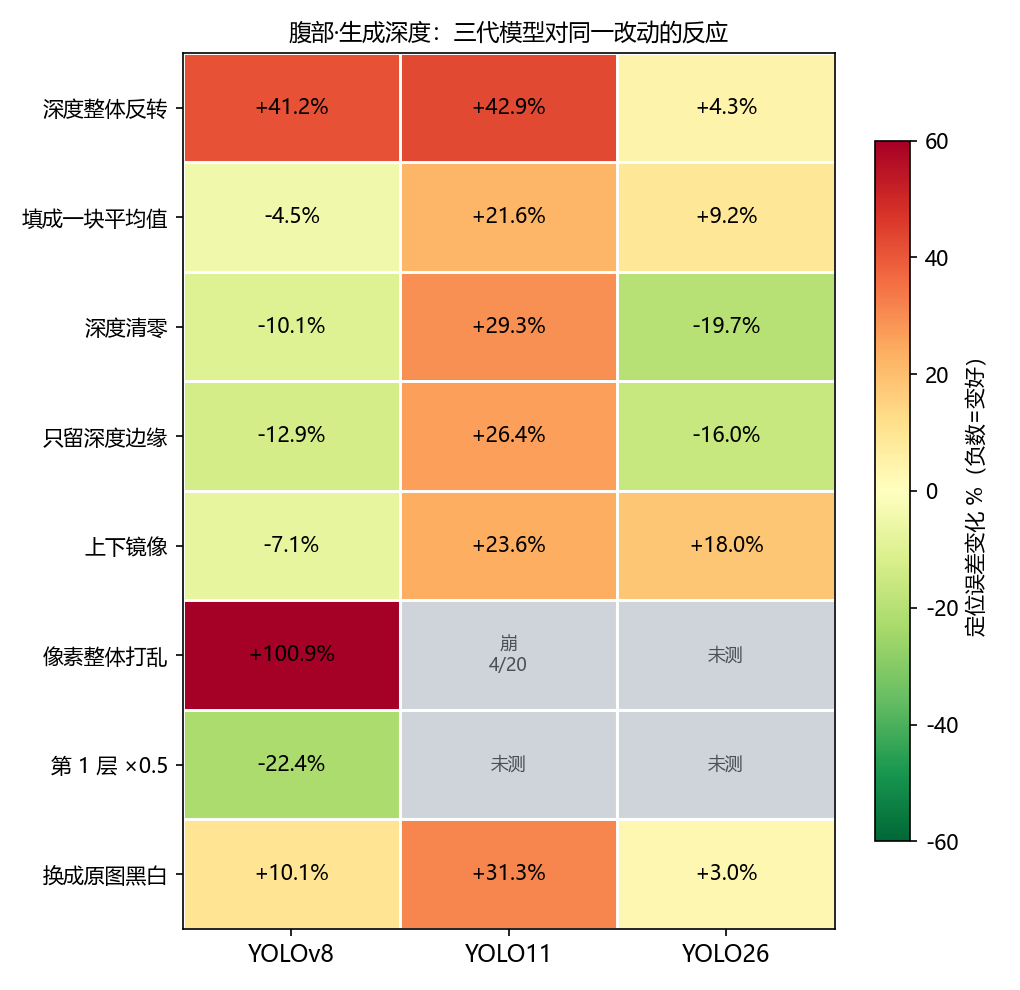 腹部·生成深度：三代模型对同一改动的反应
深度整体反转 +41.2% +42.9% +4.3%
填成一块平均值 -4.5% +21.6% +9.2%
深度清零 -10.1% +29.3% -19.7%
只留深度边缘 -12.9% +26.4% -16.0%
上下镜像 -7.1% +23.6% +18.0%
像素整体打乱 +100.9% 崩 未测
4/20
第 1 层 ×0.5 -22.4% 未测 未测
换成原图黑白 +10.1% +31.3% +3.0%
YOLOv8 YOLO11 YOLO26
60
40
20
0
-20
-40
-60
定位误差变化 %（负数=变好）